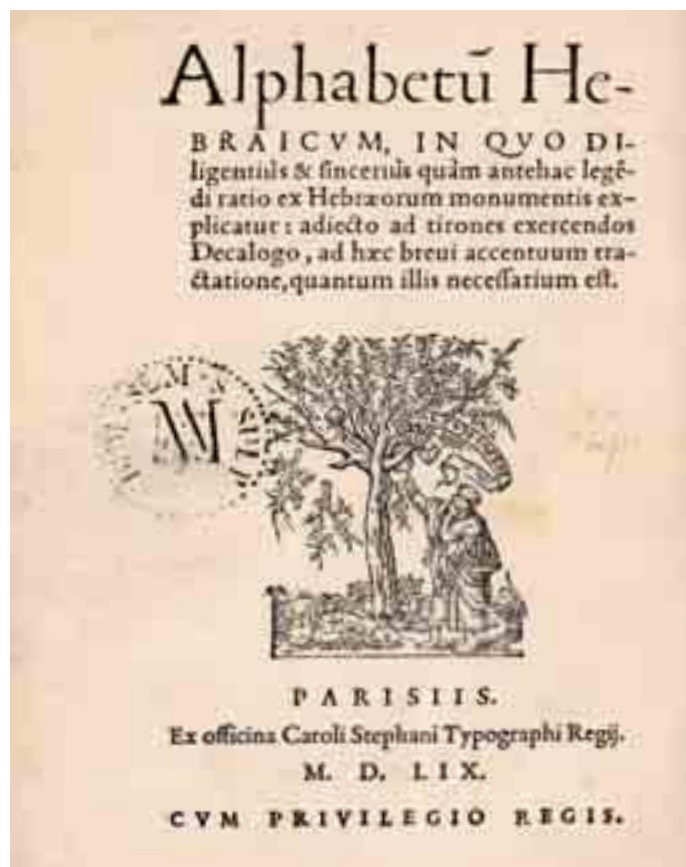 Alphabetū He-
BRAICVM, IN QVO DI-
ligentiùs & ſinceriùs quàm antehac legē-
di ratio ex Hebræorum monumentis ex-
plicatur : adiecto ad tirones exercendos
Decalogo, ad hæc breui accentuum tra-
ctatione, quantum illis neceſſarium eſt.
W
PARISIIS.
Ex officina Caroli Stephani Typographi Regij.
M. D. LIX.
CVM PRIVILEGIO REGIS.